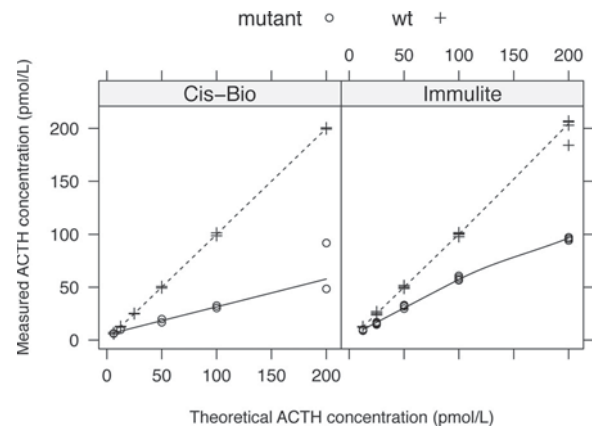 mutant o wt +
0 50 100 150 200
Cis−Bio Immulite
200
150
100
50
0
0 50 100 150 200
Measured ACTH concentration (pmol/L)
Theoretical ACTH concentration (pmol/L)